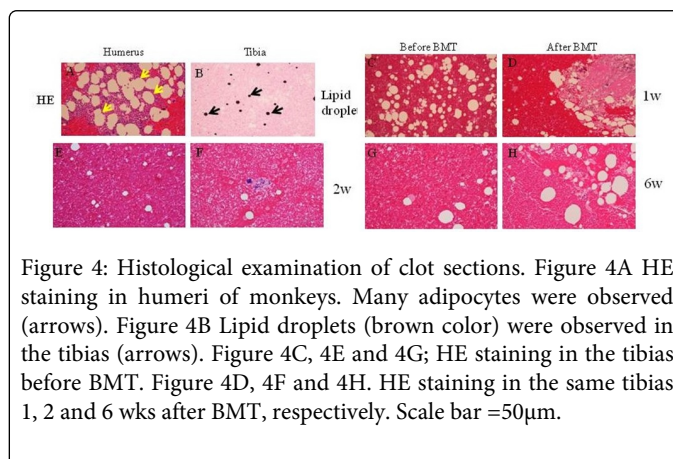 Humerus Tibia Before BMT After BMT
A B C D
HE Lipid drople 1w
E F G H
2w 6w
Figure 4: Histological examination of clot sections. Figure 4A HE
staining in humeri of monkeys. Many adipocytes were observed
(arrows). Figure 4B Lipid droplets (brown color) were observed in
the tibias (arrows). Figure 4C, 4E and 4G; HE staining in the tibias
before BMT. Figure 4D, 4F and 4H. HE staining in the same tibias
1, 2 and 6 wks after BMT, respectively. Scale bar =50μm.